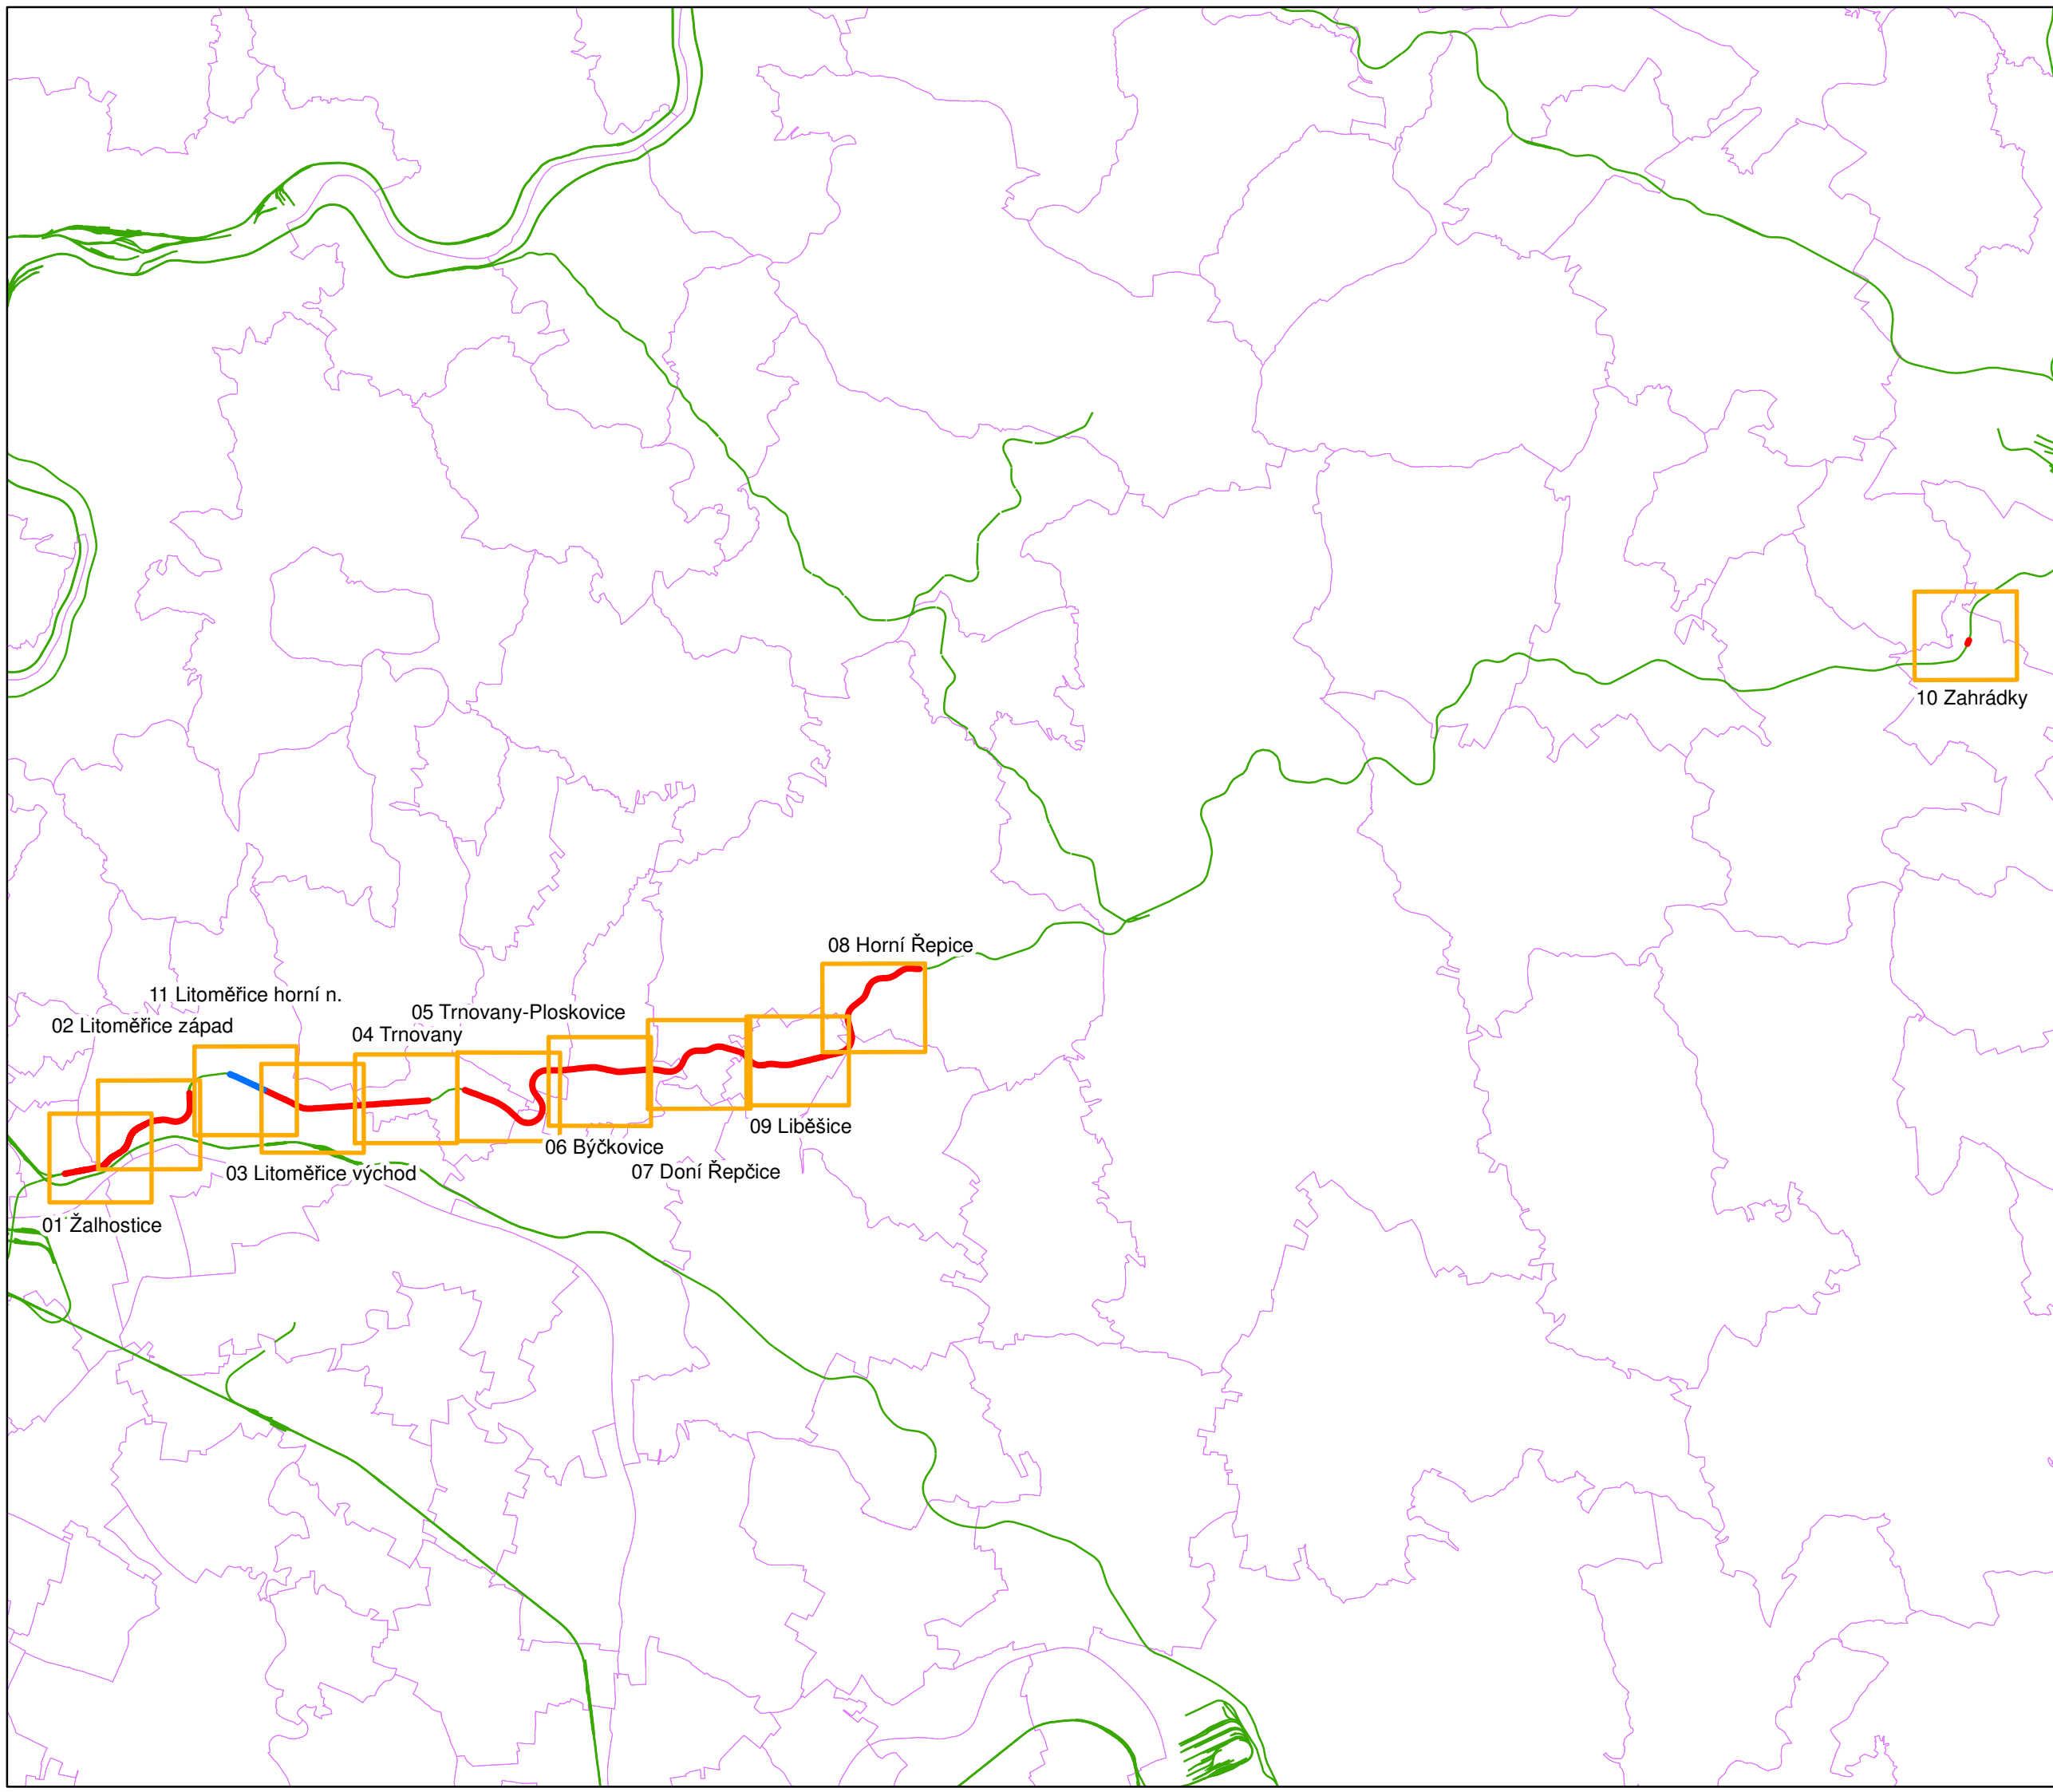 10 Zahrádky
08 Horní Řepice
11 Litoměřice horní n.
05 Trnovany-Ploskovice
02 Litoměřice západ
04 Trnovany
09 Liběšice
06 Býčkovice
07 Doní Řepčice
03 Litoměřice východ
01 Žalhostice